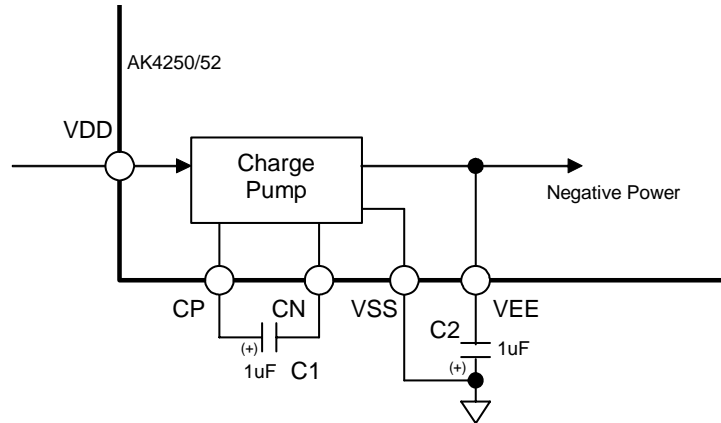 AK4250/52
VDD
Charge
Pump
Negative Power
CP
CN
VSS
VEE
C2
1uF
(+)
(+)
1uF
C1